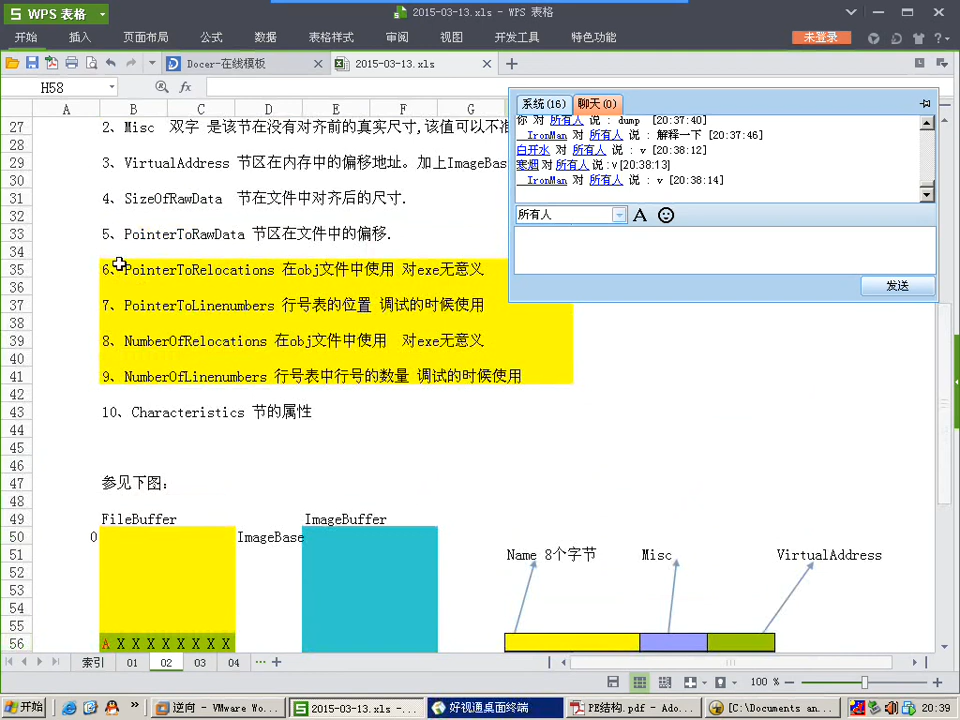 WPS 表格
2015-03-13.xls - WPS 表格
开始 插入 页面布局 公式 数据 表格样式 审阅 视图 开发工具 特色功能 未登录
Docer-在线模板 2015-03-13.xls
H58 fx
A B C D E F G
27 2、Misc 双字 是该节在没有对齐前的真实尺寸,该值可以不准
28
29 3、VirtualAddress 节区在内存中的偏移地址。加上ImageBas
30
31 4、SizeOfRawData 节在文件中对齐后的尺寸.
32
33 5、PointerToRawData 节区在文件中的偏移.
34
35 6、PointerToRelocations 在obj文件中使用 对exe无意义
36
37 7、PointerToLinenumbers 行号表的位置 调试的时候使用
38
39 8、NumberOfRelocations 在obj文件中使用 对exe无意义
40
41 9、NumberOfLinenumbers 行号表中行号的数量 调试的时候使用
42
43 10、Characteristics 节的属性
44
45
46
47 参见下图：
48
49 FileBuffer ImageBuffer
50 0 ImageBase
51 Name 8个字节 Misc VirtualAddress
52
53
54
55
56 A X X X X X X X X
系统(16) 聊天(0)
你 对 所有人 说 : dump [20:37:40]
IronMan 对 所有人 说 : 解释一下 [20:37:46]
白开水 对 所有人 说 : v [20:38:12]
寒烟 对 所有人 说 : v [20:38:13]
IronMan 对 所有人 说 : v [20:38:14]
所有人 A
发送
索引 01 02 03 04 ··· +
100 %
开始 逆向 - VMware Wo... 2015-03-13.xls -... 好视通桌面终端 PE结构.pdf - Ado... [C:\Documents an... 20:39